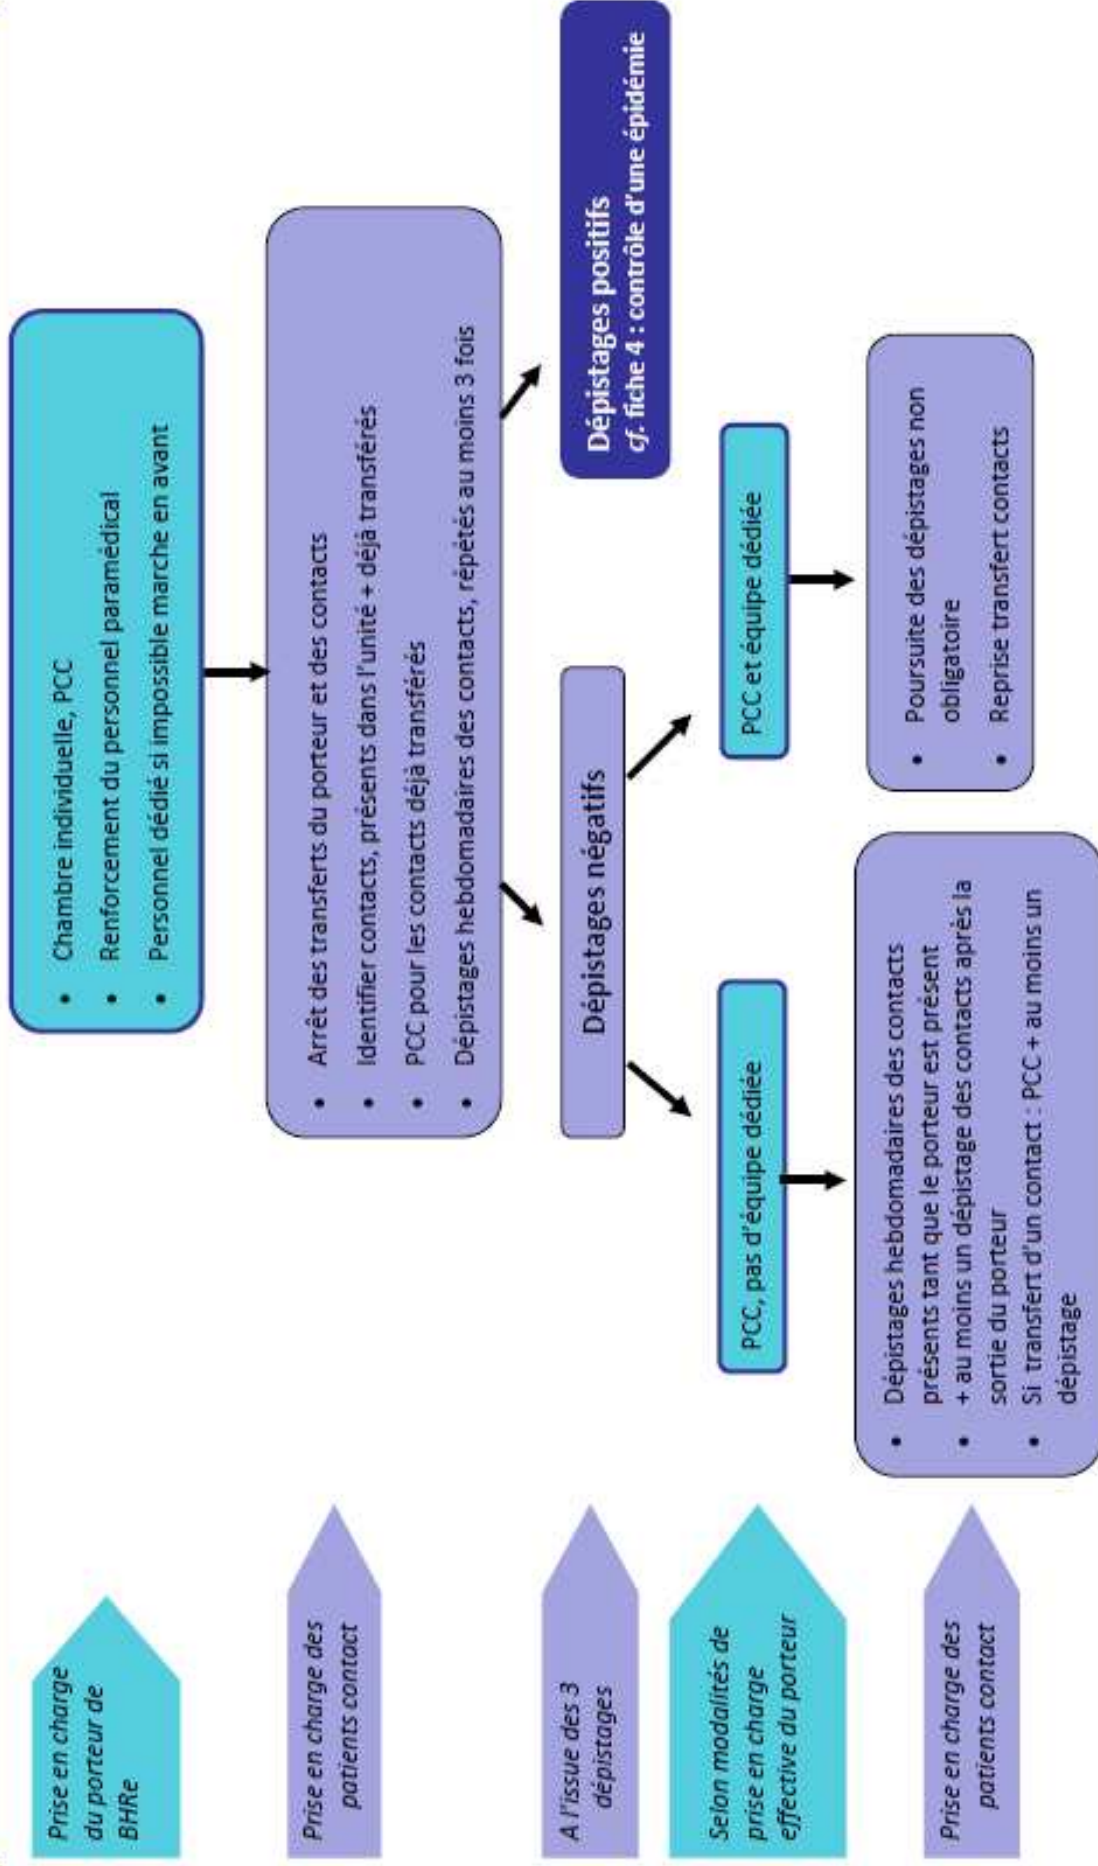 Prise en charge
du porteur de
BHRe
• Chambre individuelle, PCC
• Renforcement du personnel paramédical
• Personnel dédié si impossible marche en avant
Prise en charge des
patients contact
• Arrêt des transferts du porteur et des contacts
• Identifier contacts, présents dans l'unité + déjà transférés
• PCC pour les contacts déjà transférés
• Dépistages hebdomadaires des contacts, répétés au moins 3 fois
A l'issue des 3
dépistages
Dépistages négatifs
Dépistages positifs
cf. fiche 4 : contrôle d'une épidémie
Selon modalités de
prise en charge
effective du porteur
PCC, pas d'équipe dédiée
PCC et équipe dédiée
Prise en charge des
patients contact
• Dépistages hebdomadaires des contacts
présents tant que le porteur est présent
• + au moins un dépistage des contacts après la
sortie du porteur
• Si transfert d'un contact : PCC + au moins un
dépistage
• Poursuite des dépistages non
obligatoire
• Reprise transfert contacts